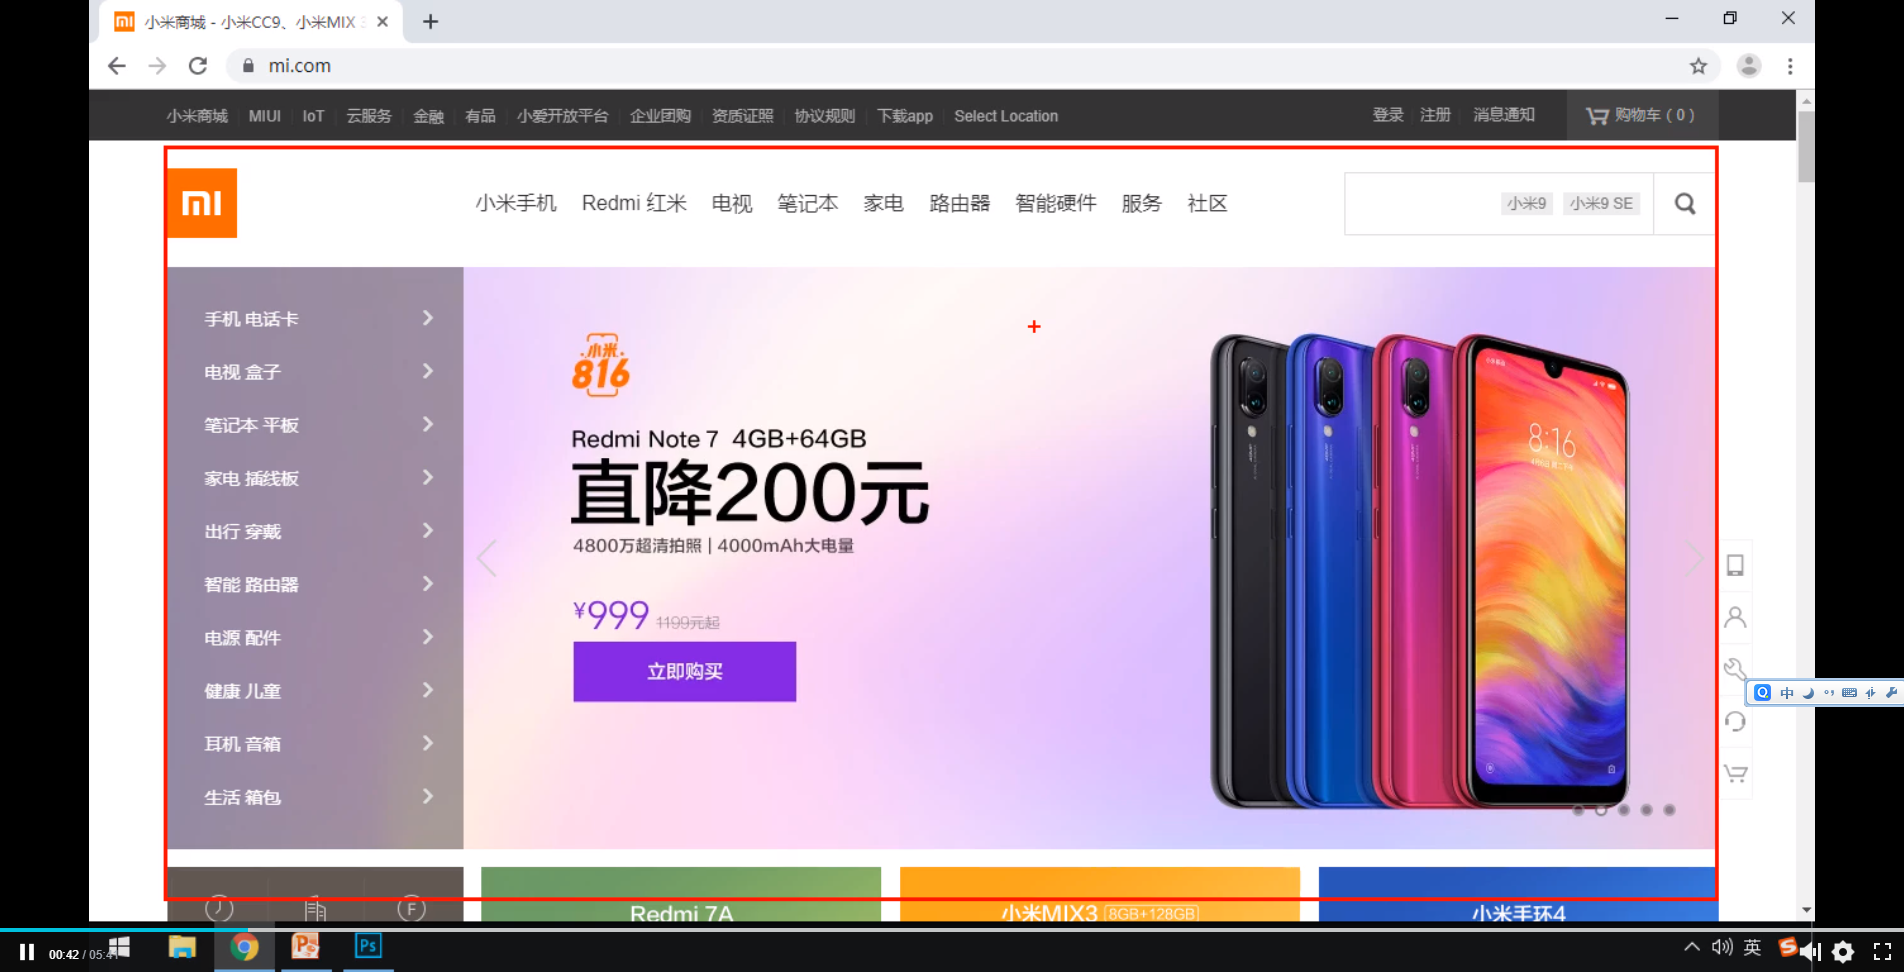 小米商城 - 小米CC9、小米MIX 3
mi.com
小米商城 MIUI IoT 云服务 金融 有品 小爱开放平台 企业团购 资质证照 协议规则 下载app Select Location 登录 注册 消息通知 购物车 ( 0 )
小米手机 Redmi 红米 电视 笔记本 家电 路由器 智能硬件 服务 社区 小米9 小米9 SE
手机 电话卡
电视 盒子
笔记本 平板
家电 插线板
出行 穿戴
智能 路由器
电源 配件
健康 儿童
耳机 音箱
生活 箱包
小米
816
Redmi Note 7 4GB+64GB
直降200元
4800万超清拍照 | 4000mAh大电量
¥999 1199元起
立即购买
8:16
Redmi 7A
小米MIX3 8GB+128GB
小米手环4
中
00:42 / 05:41
英